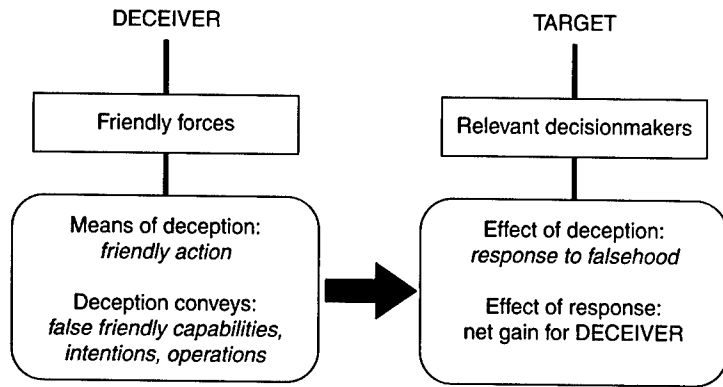 DECEIVER
Friendly forces
Means of deception:
friendly action
Deception conveys:
false friendly capabilities,
intentions, operations
TARGET
Relevant decisionmakers
Effect of deception:
response to falsehood
Effect of response:
net gain for DECEIVER